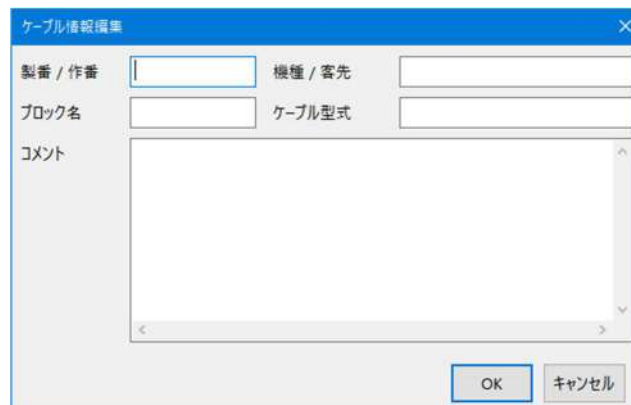 ケーブル情報編集
製番 / 作番 機種 / 客先
ブロック名 ケーブル型式
コメント
OK キャンセル